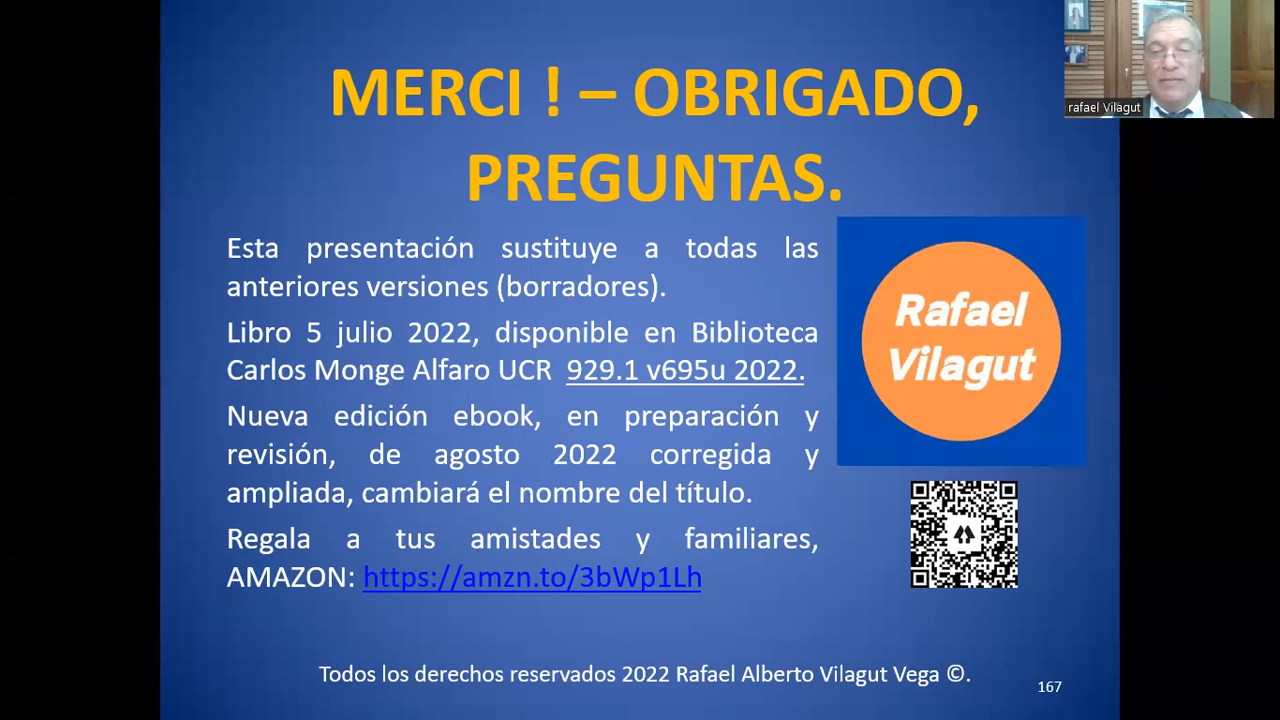 MERCI ! – OBRIGADO,
PREGUNTAS.
rafael Vilagut
Esta presentación sustituye a todas las
anteriores versiones (borradores).
Libro 5 julio 2022, disponible en Biblioteca
Carlos Monge Alfaro UCR 929.1 v695u 2022.
Nueva edición ebook, en preparación y
revisión, de agosto 2022 corregida y
ampliada, cambiará el nombre del título.
Regala a tus amistades y familiares,
AMAZON: https://amzn.to/3bWp1Lh
Rafael
Vilagut
Todos los derechos reservados 2022 Rafael Alberto Vilagut Vega ©.
167